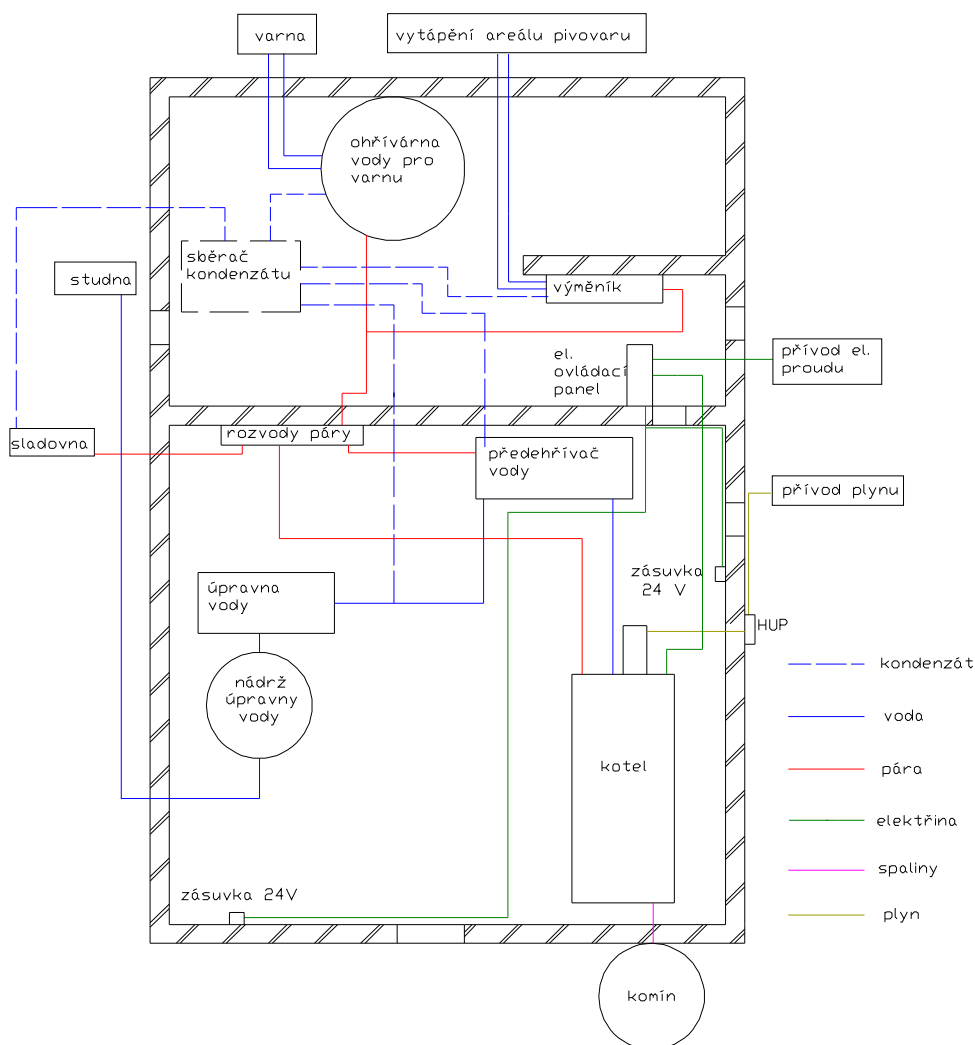 varna
vytápění areálu pivovaru
ohřívárna
vody pro
varnu
sběrač
kondenzátu
studna
výměník
el.
ovládací
panel
přívod el.
proudu
sladovna
rozvody páry
předehřívač
vody
přívod plynu
zásuvka
24 V
úpravna
vody
HUP
nádrž
úpravny
vody
kotel
kondenzát
voda
pára
elektřina
spaliny
plyn
zásuvka 24V
komín